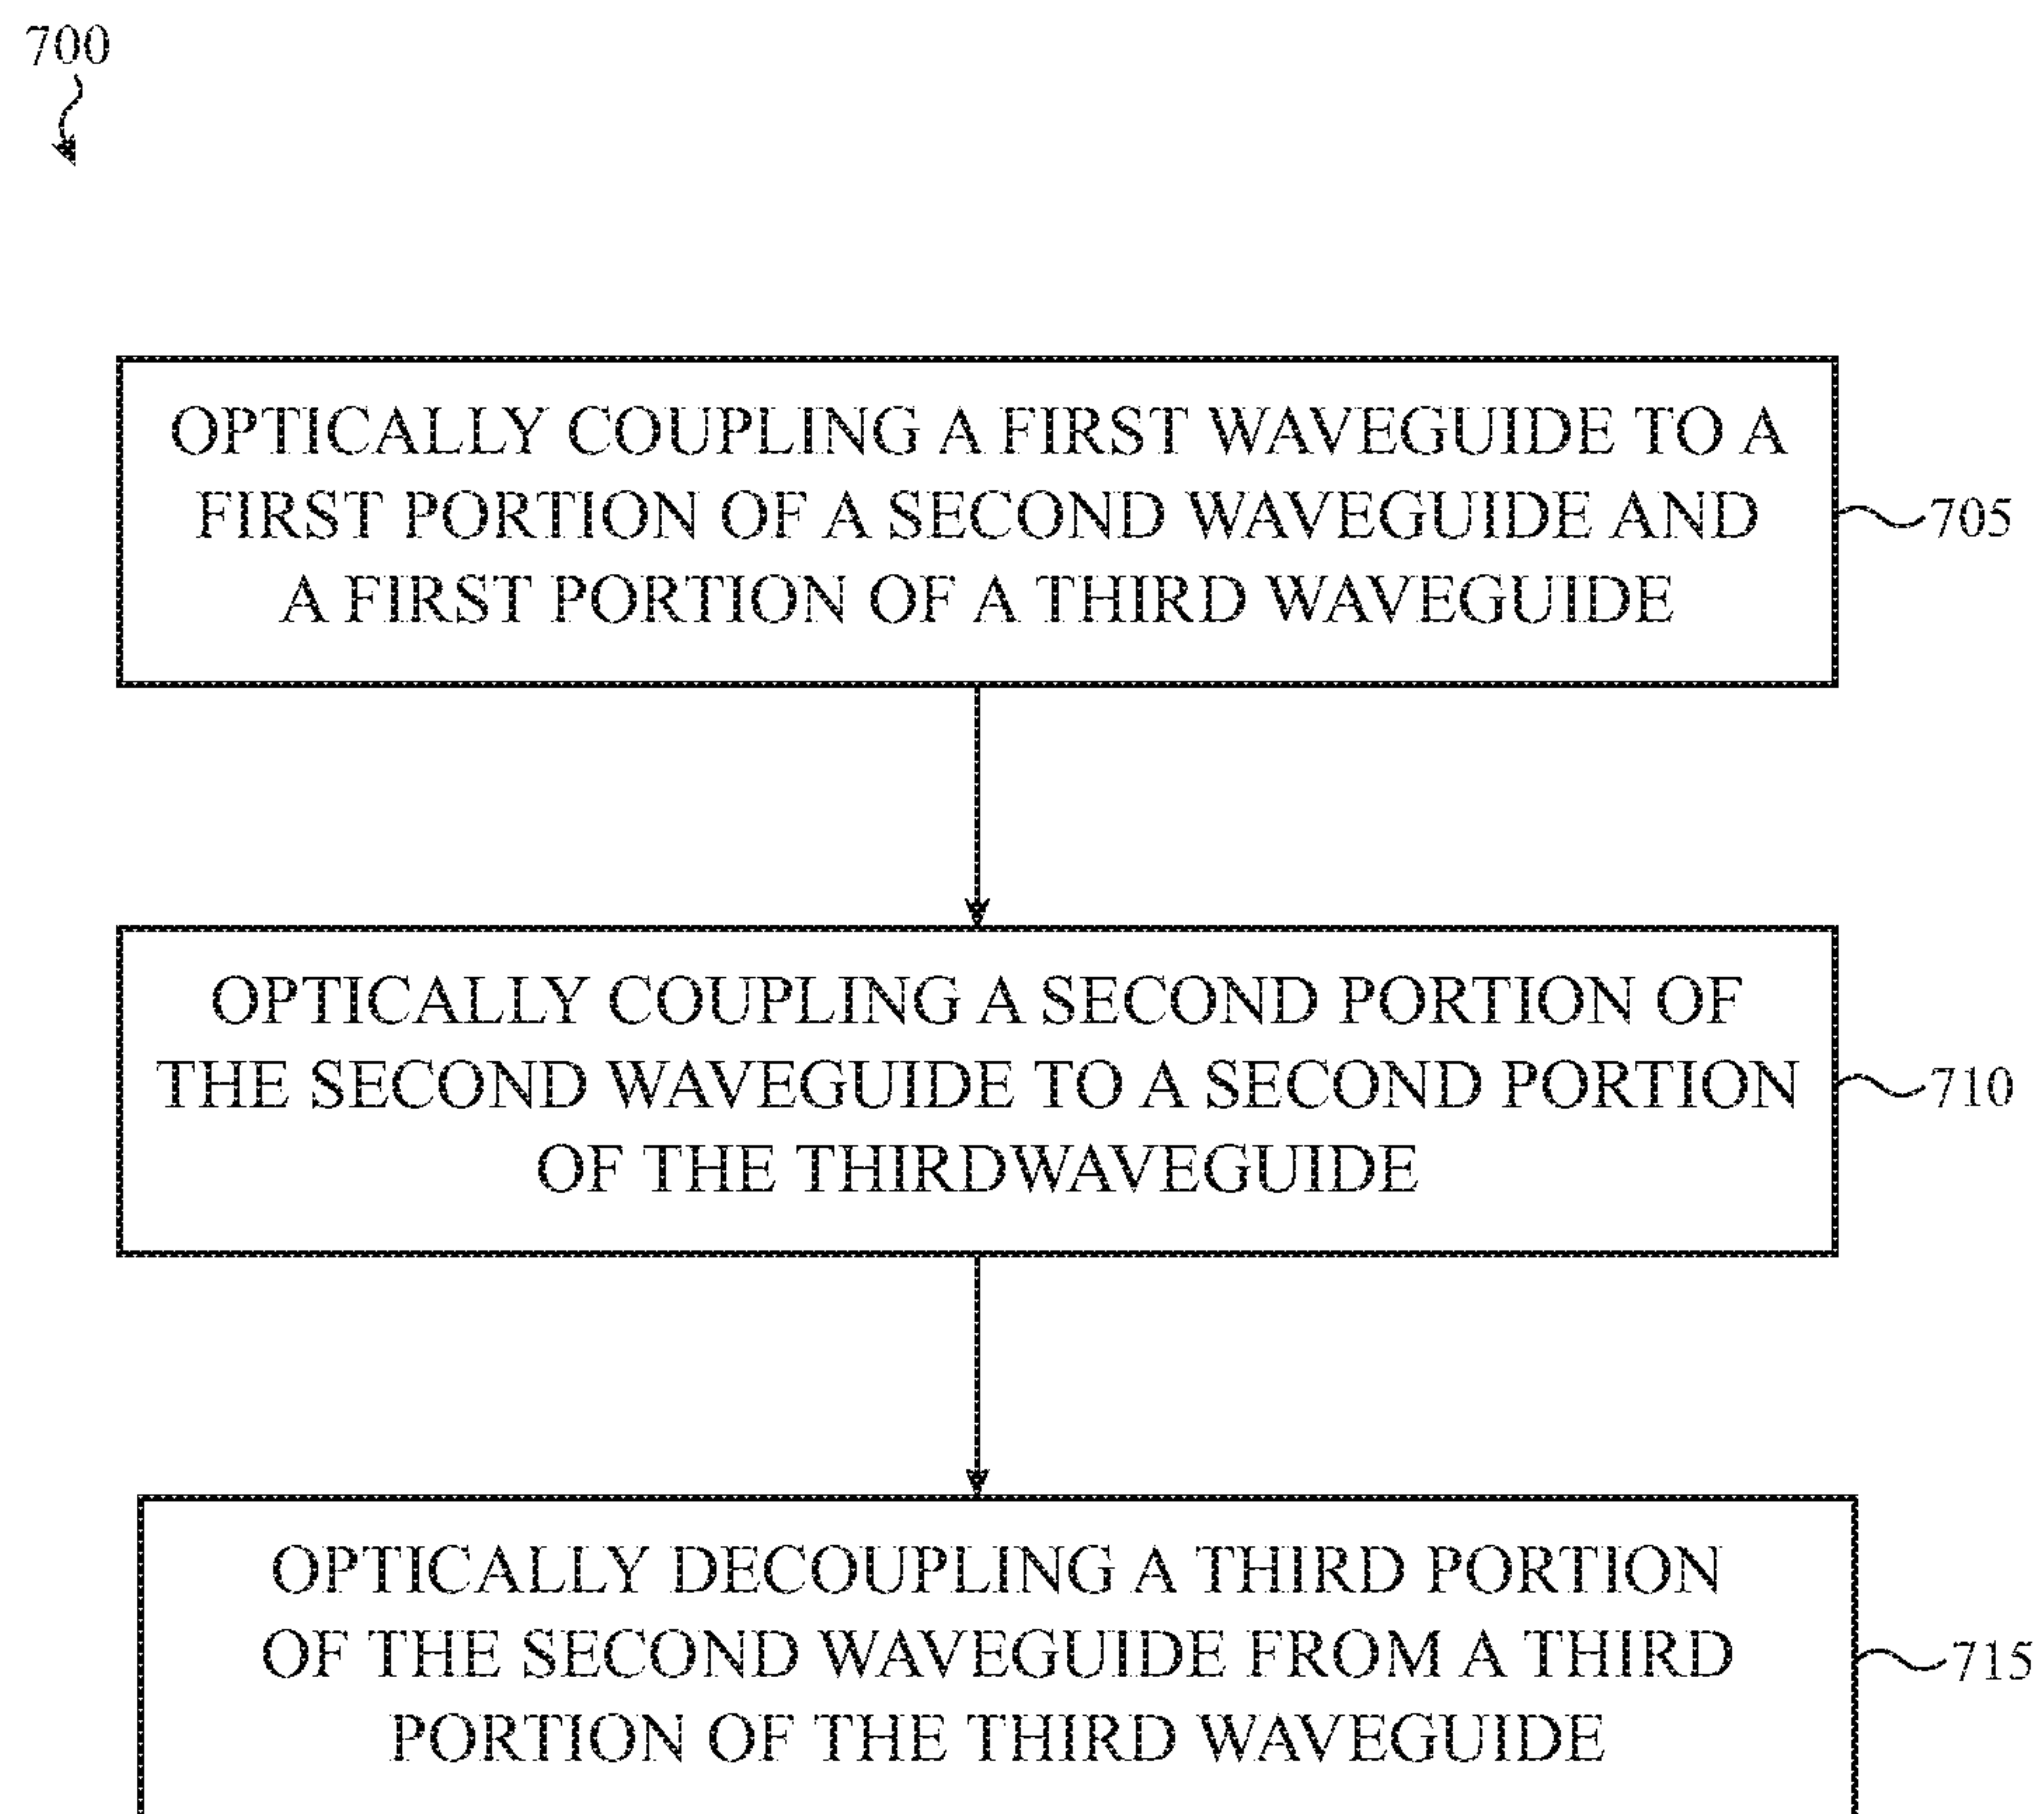 700
OPTICALLY COUPLING A FIRST WAVEGUIDE TO A
FIRST PORTION OF A SECOND WAVEGUIDE AND
A FIRST PORTION OF A THIRD WAVEGUIDE
705
OPTICALLY COUPLING A SECOND PORTION OF
THE SECOND WAVEGUIDE TO A SECOND PORTION
OF THE THIRDWAVEGUIDE
710
OPTICALLY DECOUPLING A THIRD PORTION
OF THE SECOND WAVEGUIDE FROM A THIRD
PORTION OF THE THIRD WAVEGUIDE
715